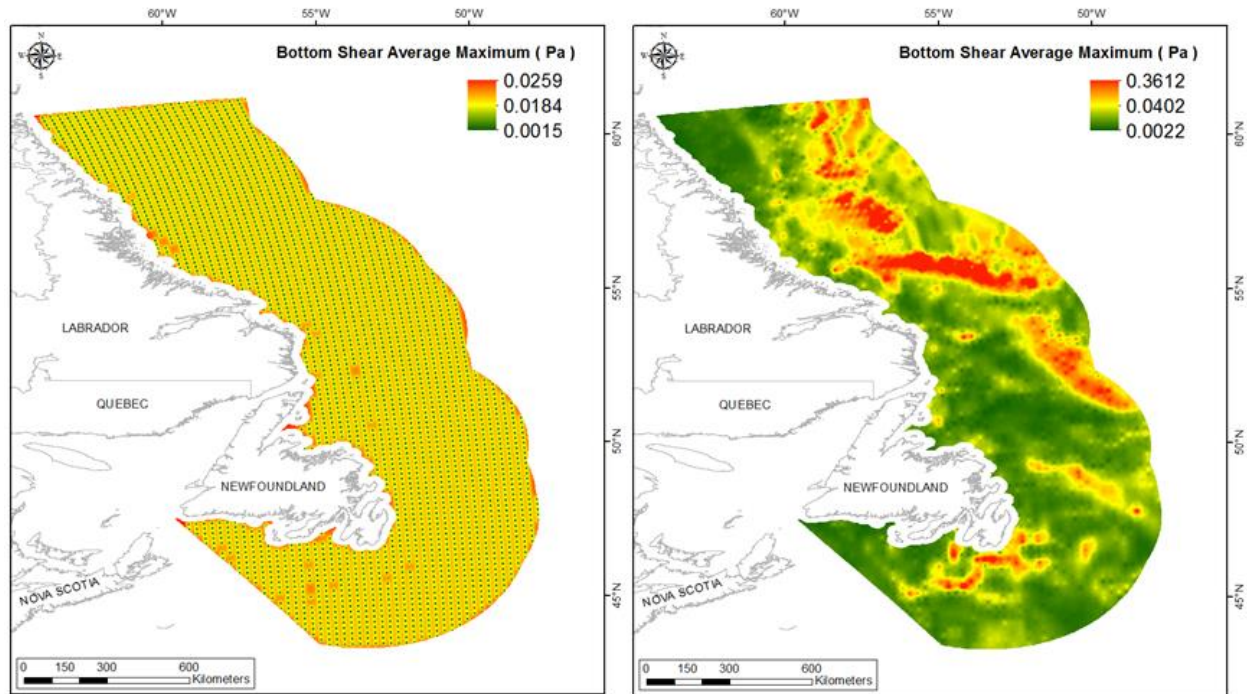 60°W 55°W 50°W
Bottom Shear Average Maximum ( Pa )
N
W E
S
0.0259
0.0184
0.0015
60°N
55°N
50°N
45°N
LABRADOR
QUEBEC
NEWFOUNDLAND
NOVA SCOTIA
0 150 300 600
Kilometers
60°W 55°W 50°W
Bottom Shear Average Maximum ( Pa )
N
W E
S
0.3612
0.0402
0.0022
60°N
55°N
50°N
45°N
LABRADOR
QUEBEC
NEWFOUNDLAND
NOVA SCOTIA
0 150 300 600
Kilometers